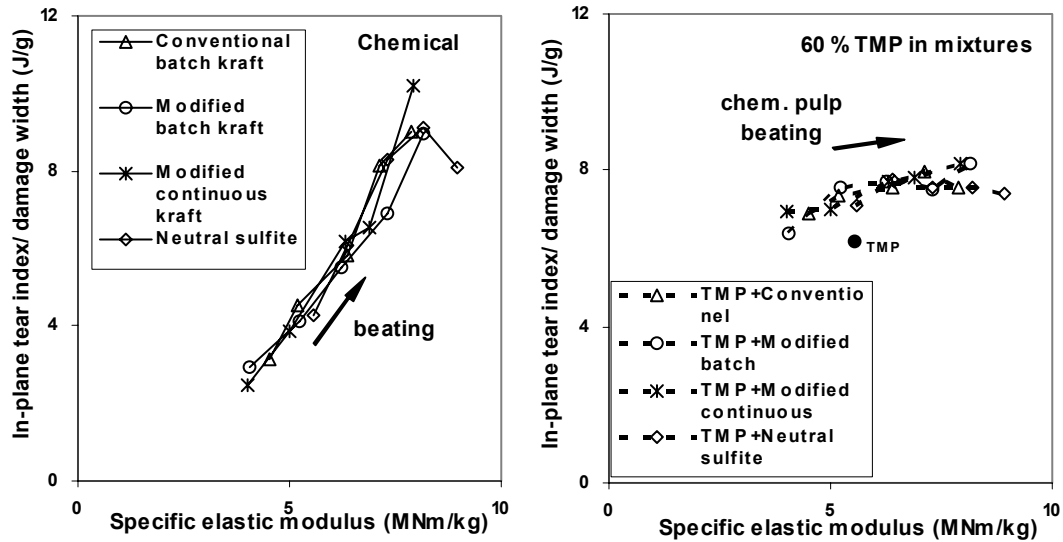 12
8
4
0
0
5
10
In-plane tear index/ damage width (J/g)
Specific elastic modulus (MNm/kg)
Conventional
batch kraft
Modified
batch kraft
Modified
continuous
kraft
Neutral sulfite
Chemical
beating
12
8
4
0
0
5
10
In-plane tear index/ damage width (J/g)
Specific elastic modulus (MNm/kg)
60 % TMP in mixtures
chem. pulp
beating
TMP
TMP+Conventio
nel
TMP+Modified
batch
TMP+Modified
continuous
TMP+Neutral
sulfite